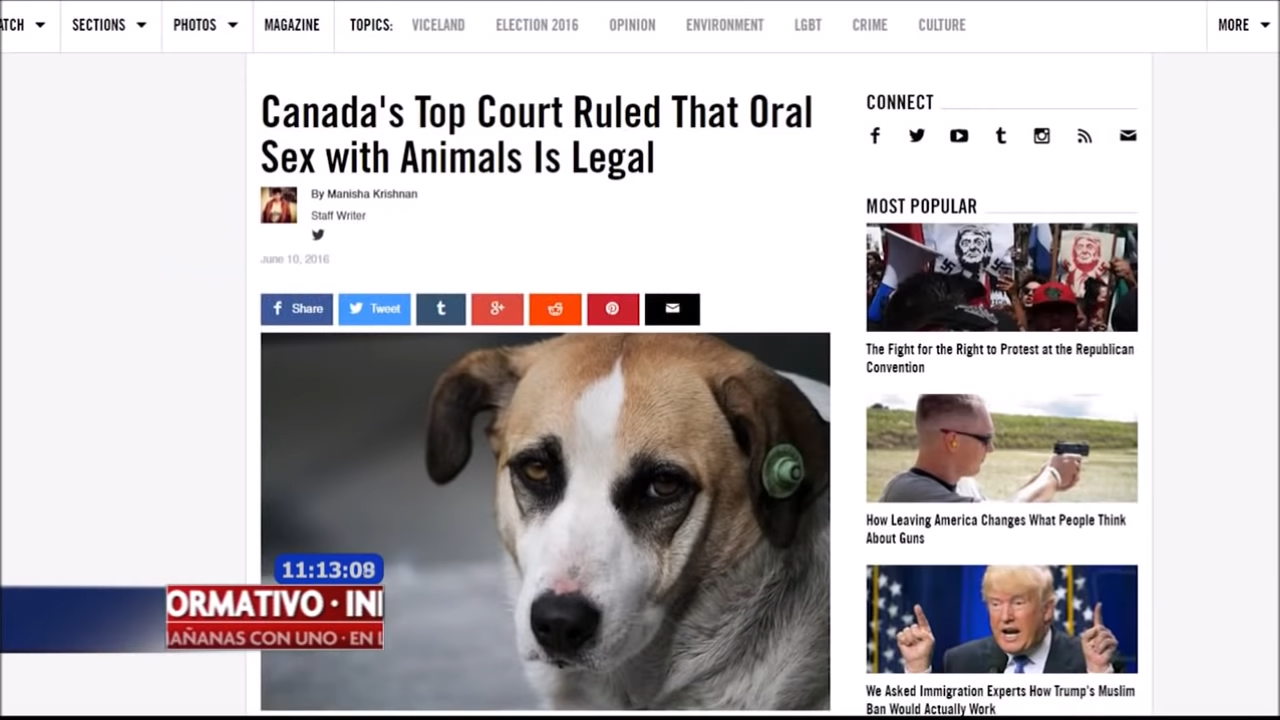 ATCH
SECTIONS
PHOTOS
MAGAZINE
TOPICS:
VICELAND
ELECTION 2016
OPINION
ENVIRONMENT
LGBT
CRIME
CULTURE
MORE
Canada's Top Court Ruled That Oral
Sex with Animals Is Legal
By Manisha Krishnan
Staff Writer
June 10, 2016
Share
Tweet
CONNECT
MOST POPULAR
The Fight for the Right to Protest at the Republican
Convention
How Leaving America Changes What People Think
About Guns
We Asked Immigration Experts How Trump's Muslim
Ban Would Actually Work
11:13:09
ORMATIVO · INI
MAÑANAS CON UNO · EN L